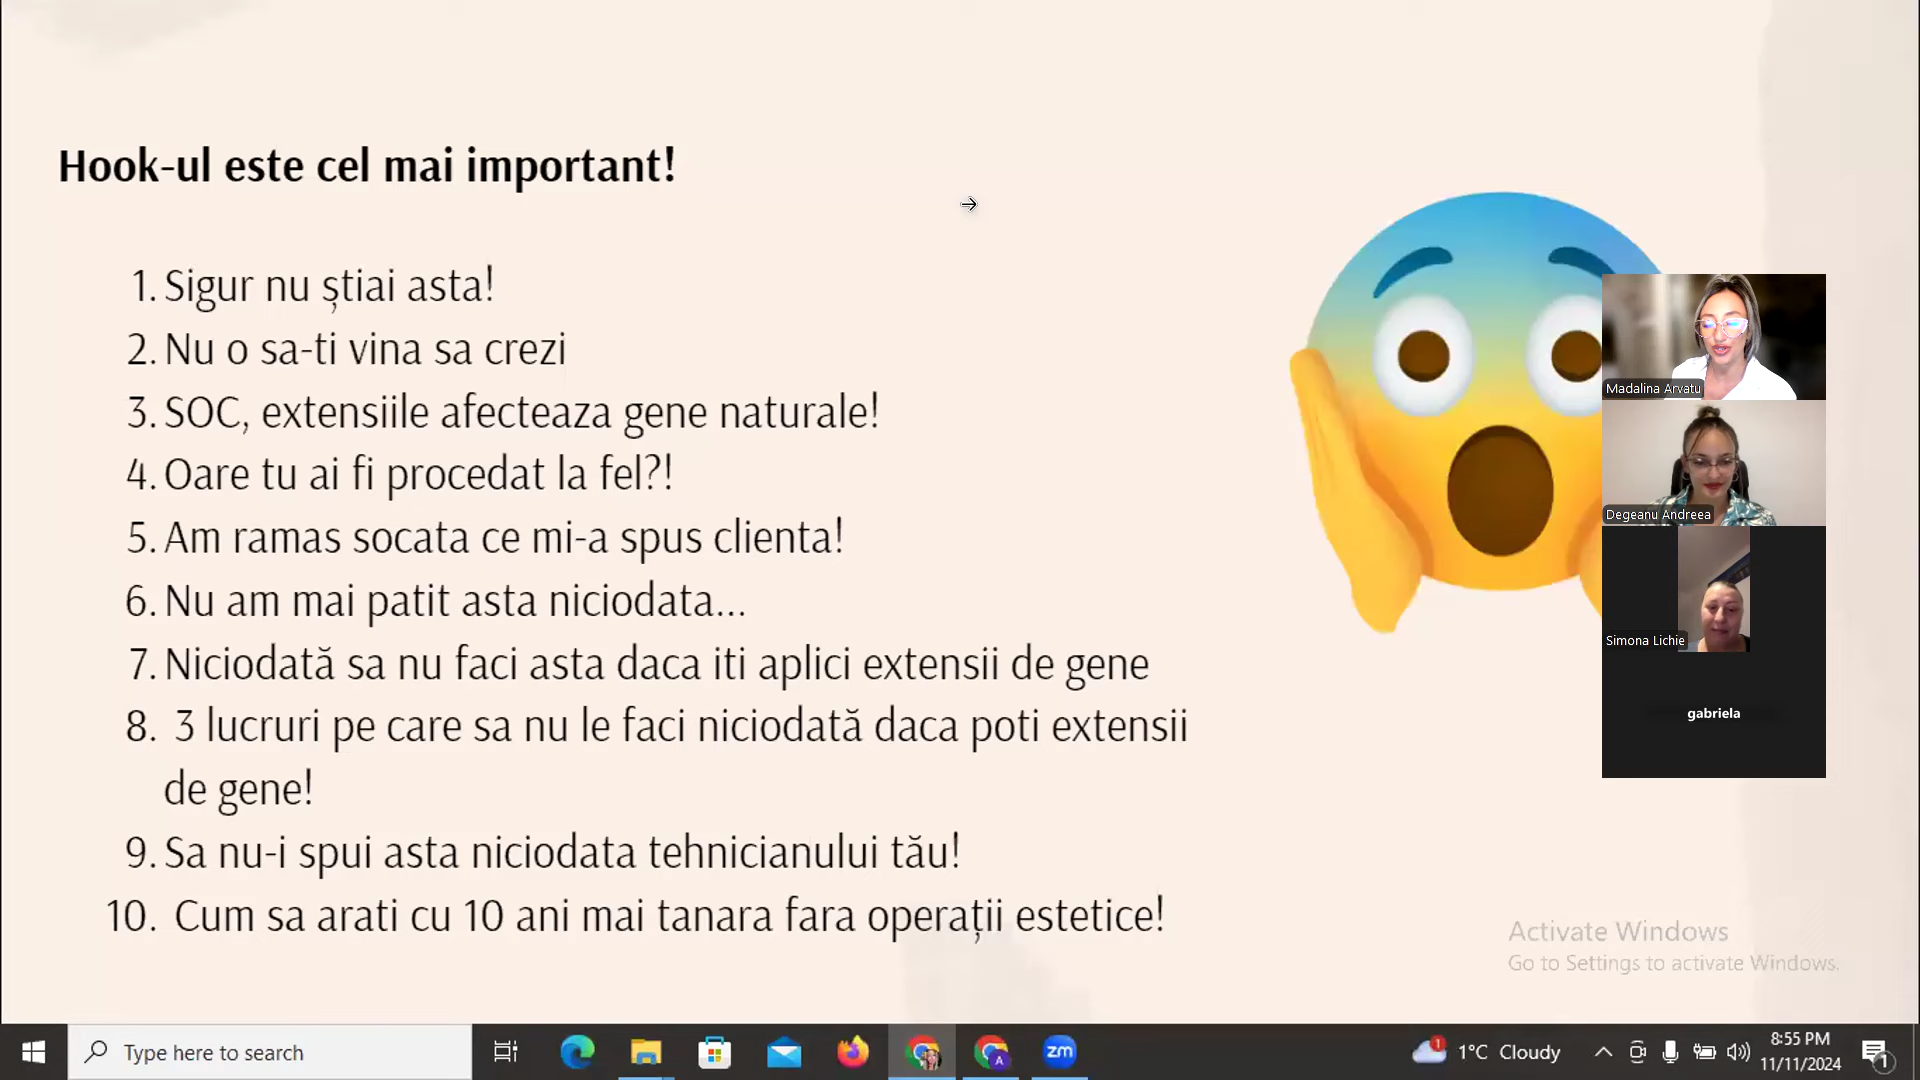 Hook-ul este cel mai important!
1. Sigur nu știai asta!
2. Nu o sa-ti vina sa crezi
3. SOC, extensiile afecteaza gene naturale!
4. Oare tu ai fi procedat la fel?!
5. Am ramas socata ce mi-a spus clienta!
6. Nu am mai patit asta niciodata...
7. Niciodată sa nu faci asta daca iti aplici extensii de gene
8. 3 lucruri pe care sa nu le faci niciodată daca poti extensii
de gene!
9. Sa nu-i spui asta niciodata tehnicianului tău!
10. Cum sa arati cu 10 ani mai tanara fara operații estetice!
Madalina Arvatu
Degeanu Andreea
Simona Lichie
gabriela
Activate Windows
Go to Settings to activate Windows.
Type here to search
A
zm
1
1°C Cloudy
8:55 PM
11/11/2024
1